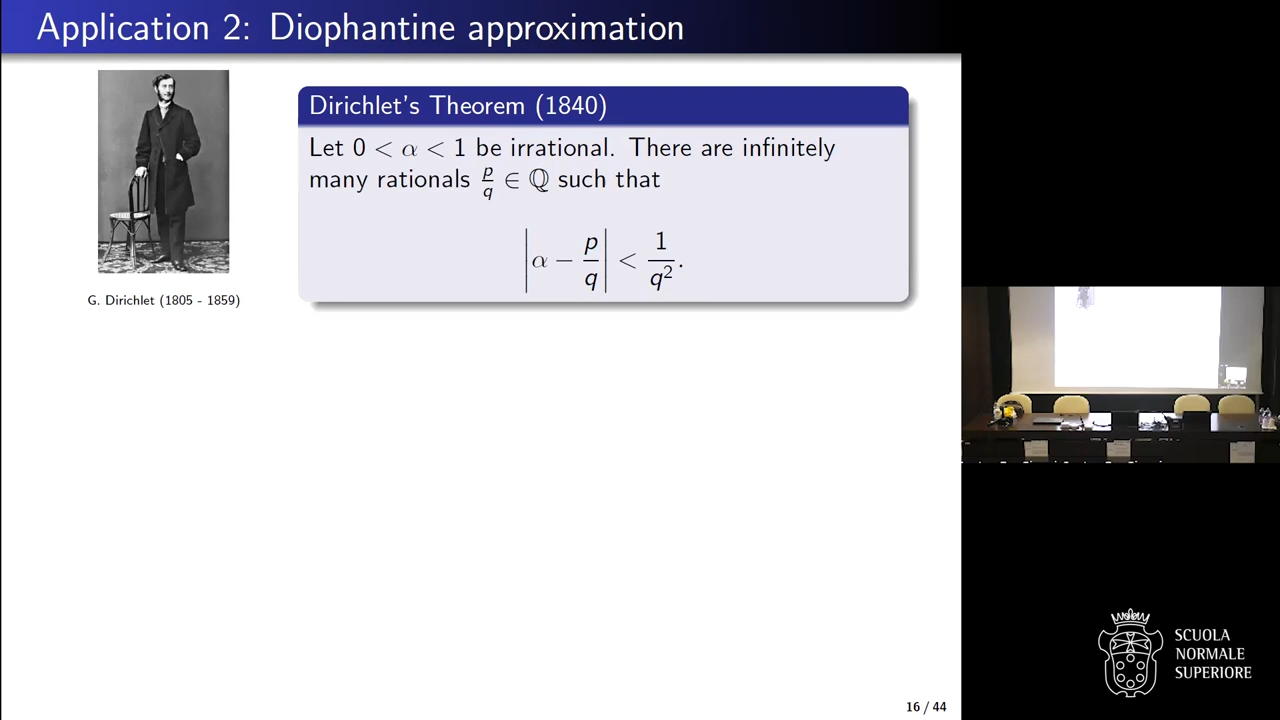 Application 2: Diophantine approximation
Dirichlet's Theorem (1840)
Let 0 < α < 1 be irrational. There are infinitely
many rationals p/q ∈ ℚ such that
|α − p/q| < 1/q².
G. Dirichlet (1805 - 1859)
SCUOLA
NORMALE
SUPERIORE
16 / 44